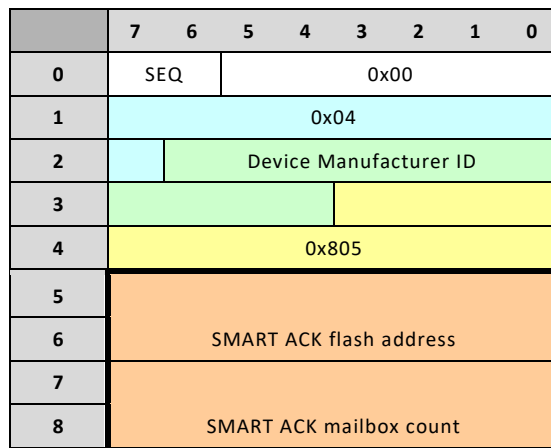 7 6 5 4 3 2 1 0
0 SEQ 0x00
1 0x04
2 Device Manufacturer ID
3
4 0x805
5
6 SMART ACK flash address
7
8 SMART ACK mailbox count